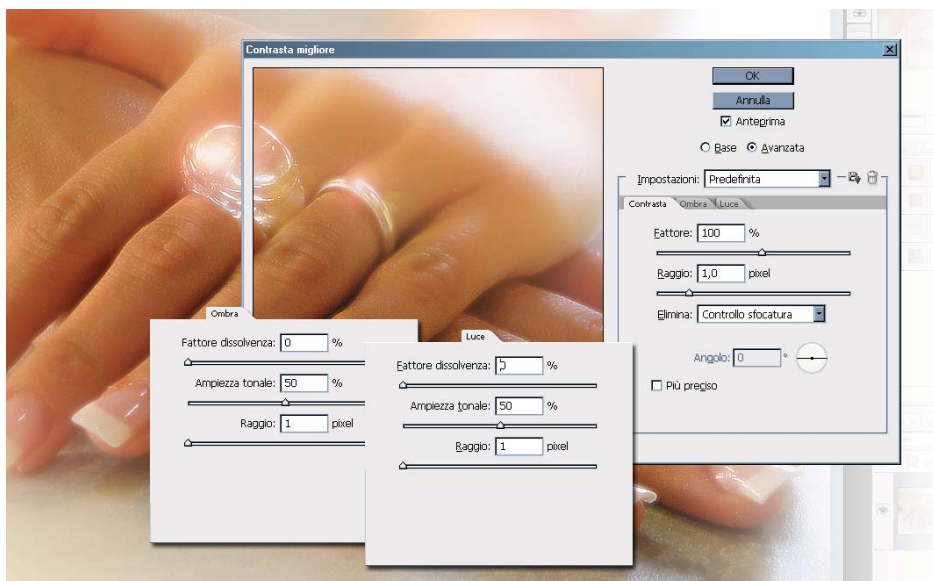 Contrasta migliore
OK
Annulla
Anteprima
Base Avanzata
Impostazioni: Predefinita
Contrasta Ombra Luce
Fattore: 100 %
Raggio: 1,0 pixel
Elimina: Controllo sfocatura
Angolo: 0 °
Più preciso
Ombra
Fattore dissolvenza: 0 %
Ampiezza tonale: 50 %
Raggio: 1 pixel
Luce
Fattore dissolvenza: %
Ampiezza tonale: 50 %
Raggio: 1 pixel